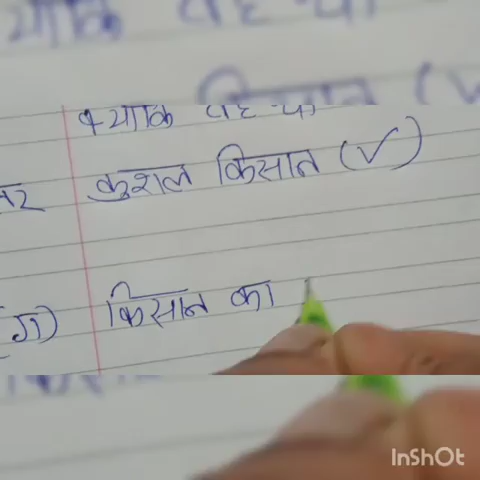 क्योकि वह था
कुशल किसान (✓)
(ग) किसान का
InShOt